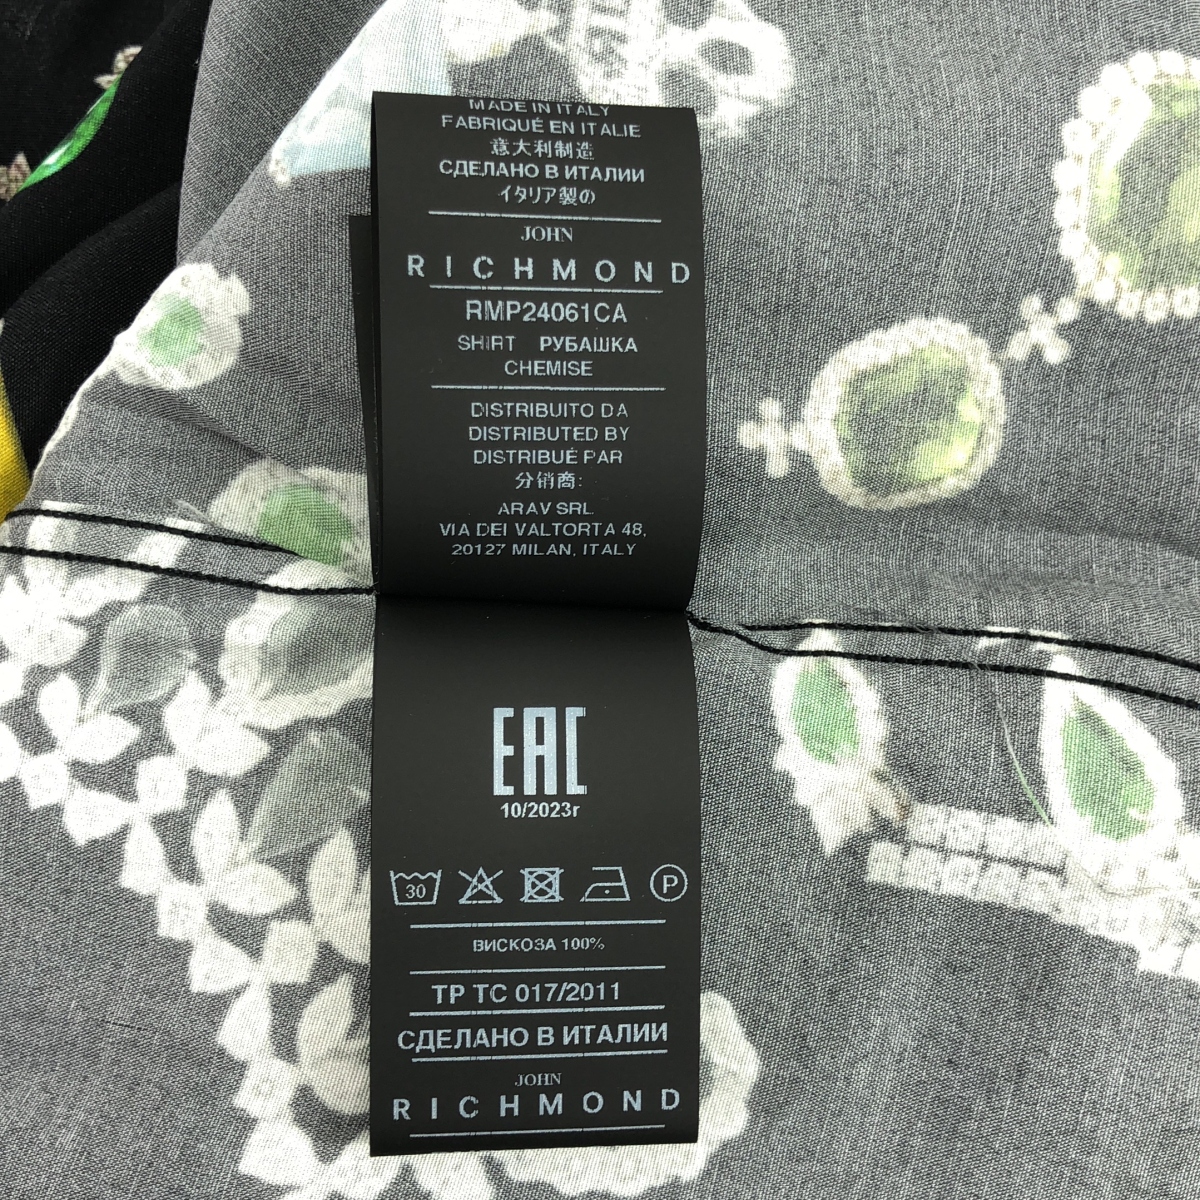 MADE IN ITALY
FABRIQUÉ EN ITALIE
意大利制造
СДЕЛАНО В ИТАЛИИ
イタリア製の
JOHN
RICHMOND
RMP24061CA
SHIRT РУБАШКА
CHEMISE
DISTRIBUITO DA
DISTRIBUTED BY
DISTRIBUÉ PAR
分销商:
ARAV SRL.
VIA DEI VALTORTA 48,
20127 MILAN, ITALY
EAC
10/2023г
30 P
ВИСКОЗА 100%
ТР ТС 017/2011
СДЕЛАНО В ИТАЛИИ
JOHN
RICHMOND